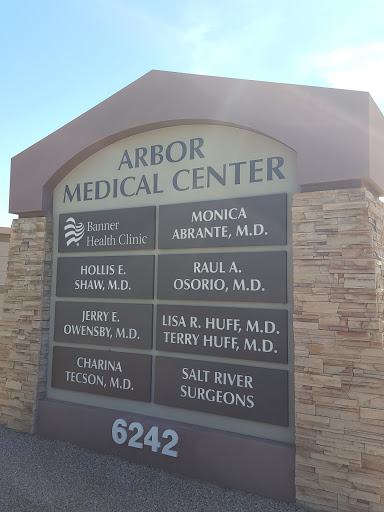 ARBOR
MEDICAL CENTER
Banner
Health Clinic
MONICA
ABRANTE, M.D.
HOLLIS E.
SHAW, M.D.
RAUL A.
OSORIO, M.D.
JERRY E.
OWENSBY, M.D.
LISA R. HUFF, M.D.
TERRY HUFF, M.D.
CHARINA
TECSON, M.D.
SALT RIVER
SURGEONS
6242